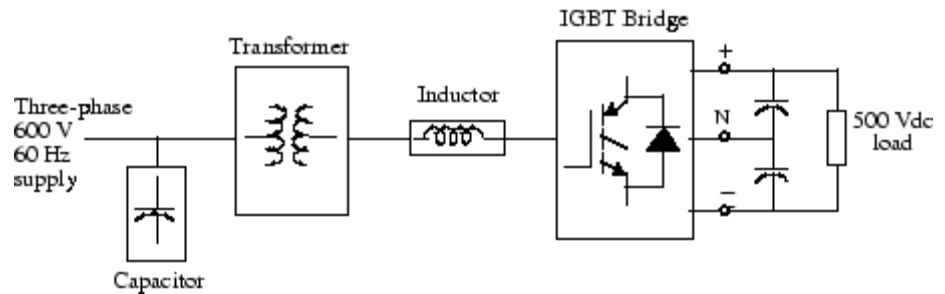 IGBT Bridge
Transformer
Inductor
Three-phase
600 V
60 Hz
supply
+
N
−
500 Vdc
load
Capacitor